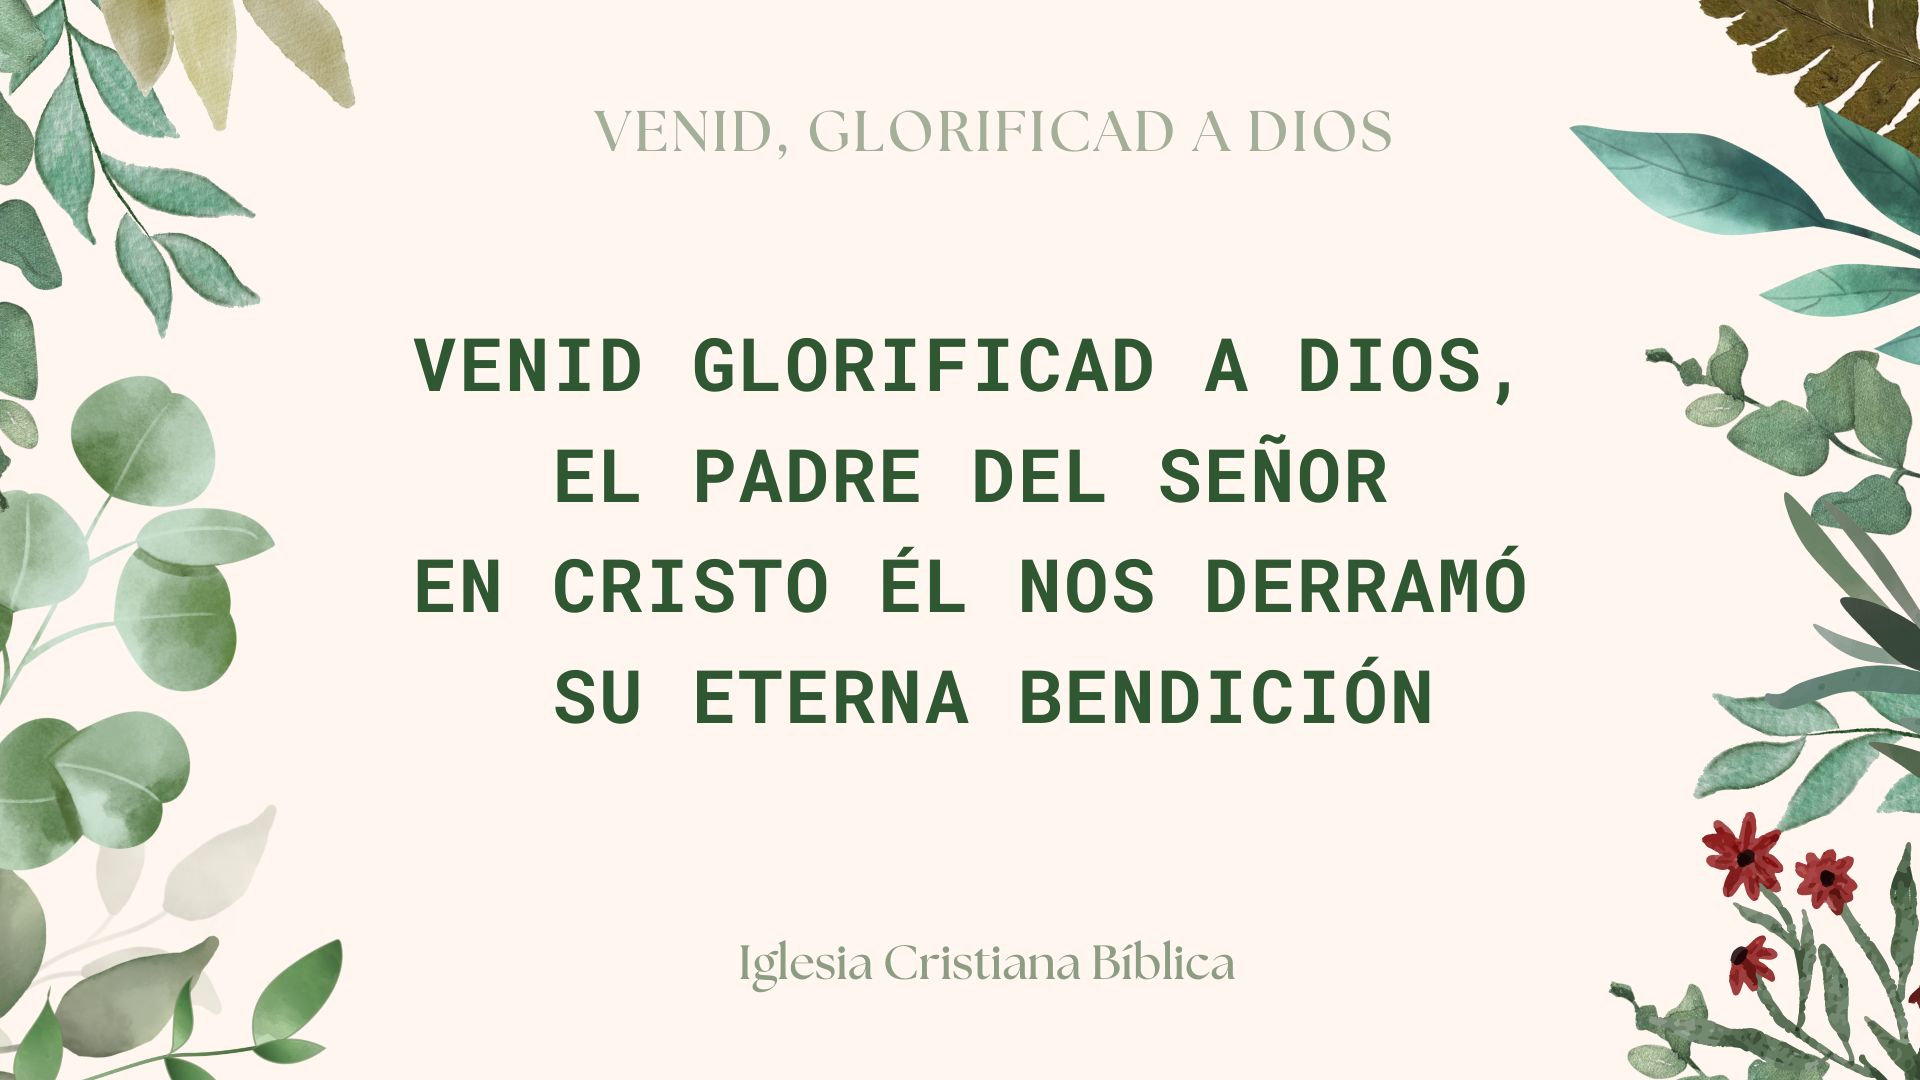 VENID, GLORIFICAD A DIOS
VENID GLORIFICAD A DIOS,
EL PADRE DEL SEÑOR
EN CRISTO ÉL NOS DERRAMÓ
SU ETERNA BENDICIÓN
Iglesia Cristiana Bíblica